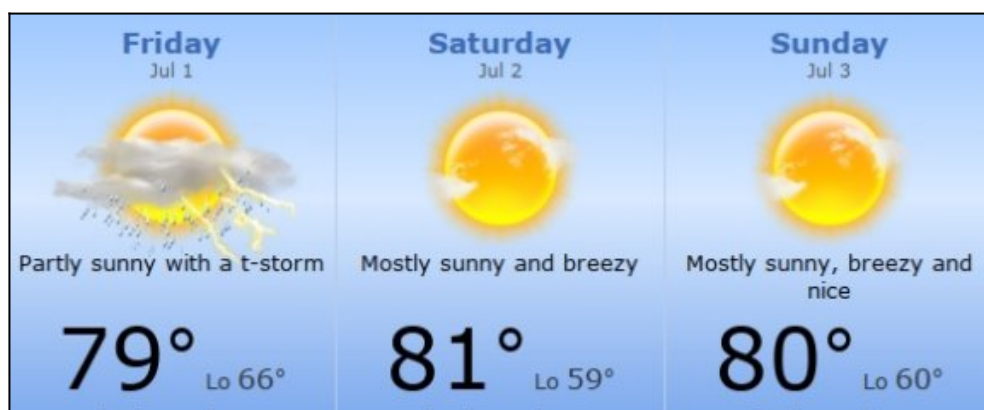 Friday
Jul 1
Partly sunny with a t-storm
79° Lo 66°
Saturday
Jul 2
Mostly sunny and breezy
81° Lo 59°
Sunday
Jul 3
Mostly sunny, breezy and
nice
80° Lo 60°